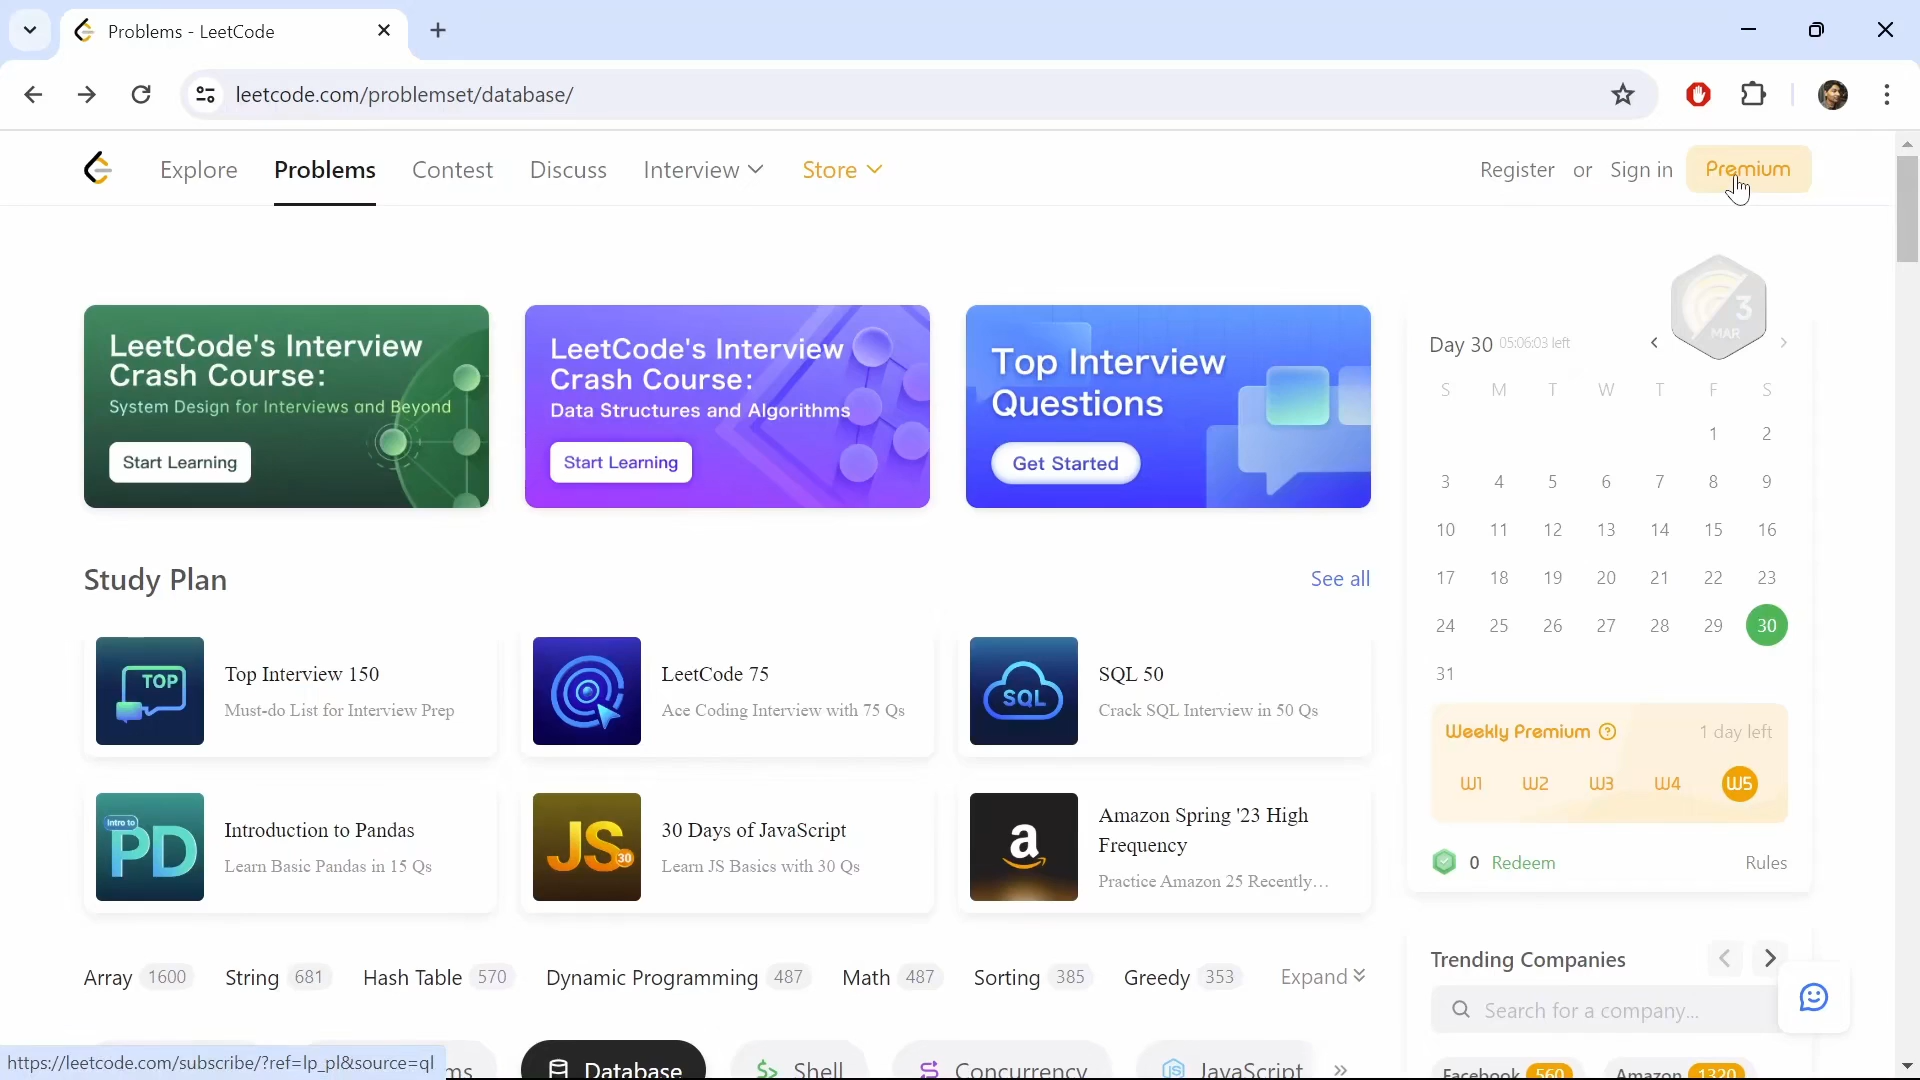 Problems - LeetCode
leetcode.com/problemset/database/
Explore
Problems
Contest
Discuss
Interview
Store
Register or Sign in
Premium
LeetCode's Interview
Crash Course:
System Design for Interviews and Beyond
Start Learning
LeetCode's Interview
Crash Course:
Data Structures and Algorithms
Start Learning
Top Interview
Questions
Get Started
3
MAR
Day 30 05:06:03 left
S M T W T F S
1 2
3 4 5 6 7 8 9
10 11 12 13 14 15 16
17 18 19 20 21 22 23
24 25 26 27 28 29 30
31
Weekly Premium ? 1 day left
W1 W2 W3 W4 W5
0 Redeem Rules
Study Plan
See all
TOP
Top Interview 150
Must-do List for Interview Prep
LeetCode 75
Ace Coding Interview with 75 Qs
SQL
SQL 50
Crack SQL Interview in 50 Qs
Intro to
PD
Introduction to Pandas
Learn Basic Pandas in 15 Qs
JS
30
30 Days of JavaScript
Learn JS Basics with 30 Qs
a
Amazon Spring '23 High
Frequency
Practice Amazon 25 Recently...
Array 1600 String 681 Hash Table 570 Dynamic Programming 487 Math 487 Sorting 385 Greedy 353 Expand
Trending Companies
Search for a company...
Facebook 560 Amazon 1320
ms Database $> Shell Concurrency JS JavaScript
https://leetcode.com/subscribe/?ref=lp_pl&source=ql